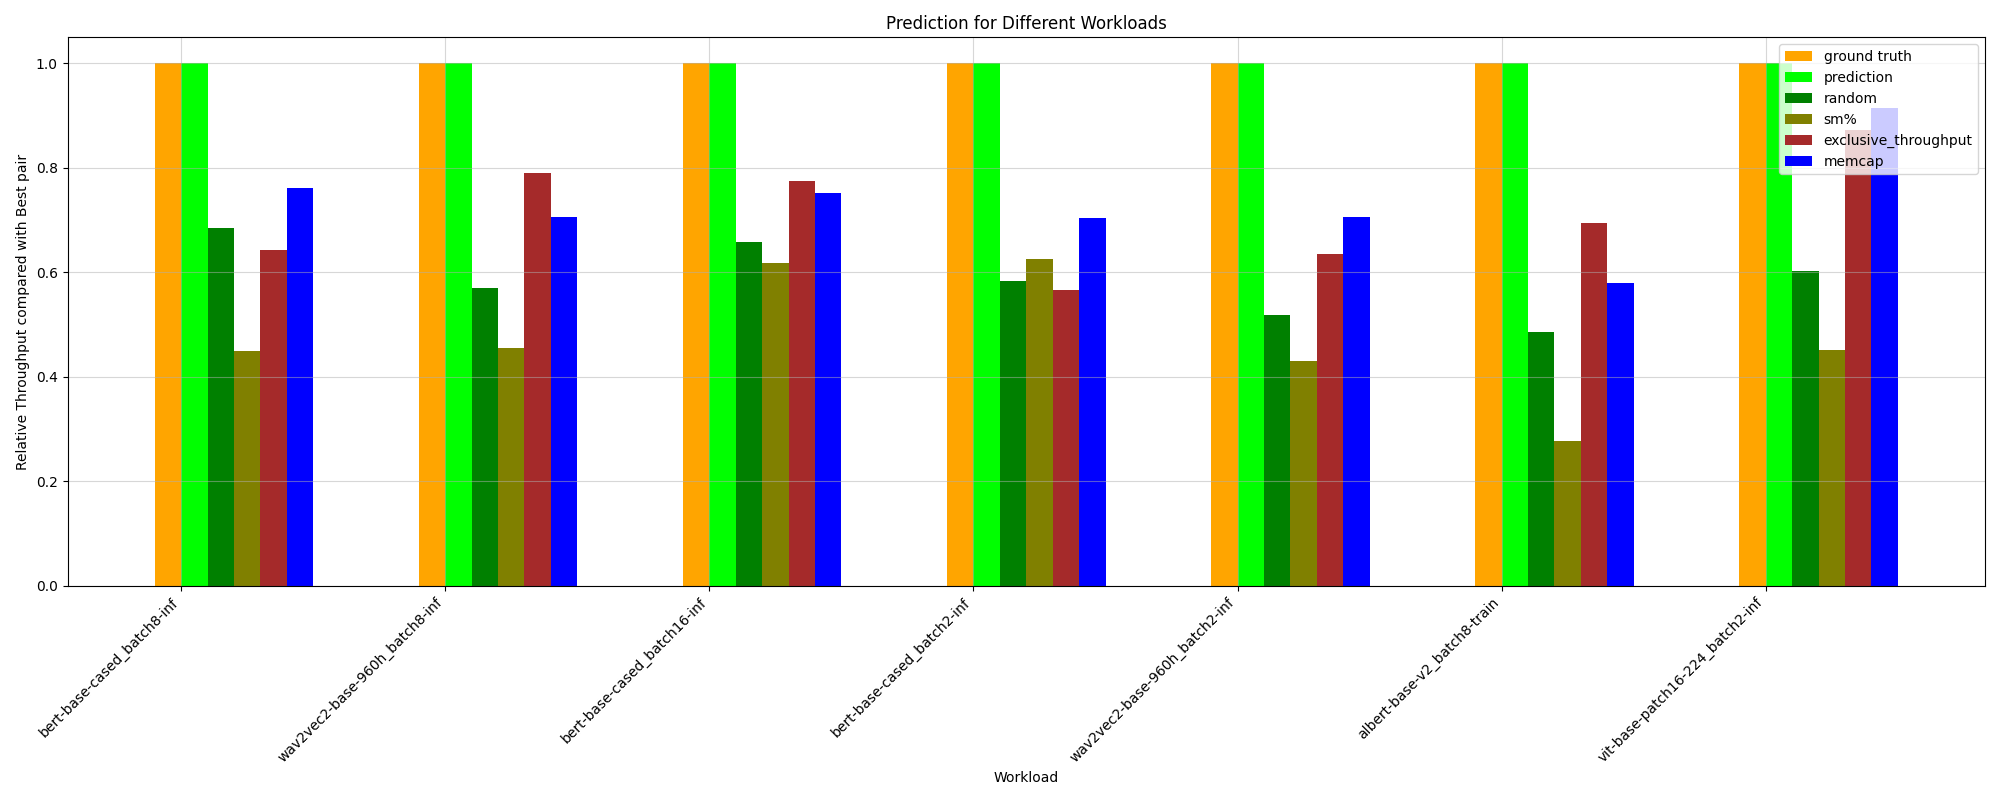 Prediction for Different Workloads
Relative Throughput compared with Best pair
1.0
0.8
0.6
0.4
0.2
0.0
ground truth
prediction
random
sm%
exclusive_throughput
memcap
bert-base-cased_batch8-inf
wav2vec2-base-960h_batch8-inf
bert-base-cased_batch16-inf
bert-base-cased_batch2-inf
wav2vec2-base-960h_batch2-inf
albert-base-v2_batch8-train
vit-base-patch16-224_batch2-inf
Workload